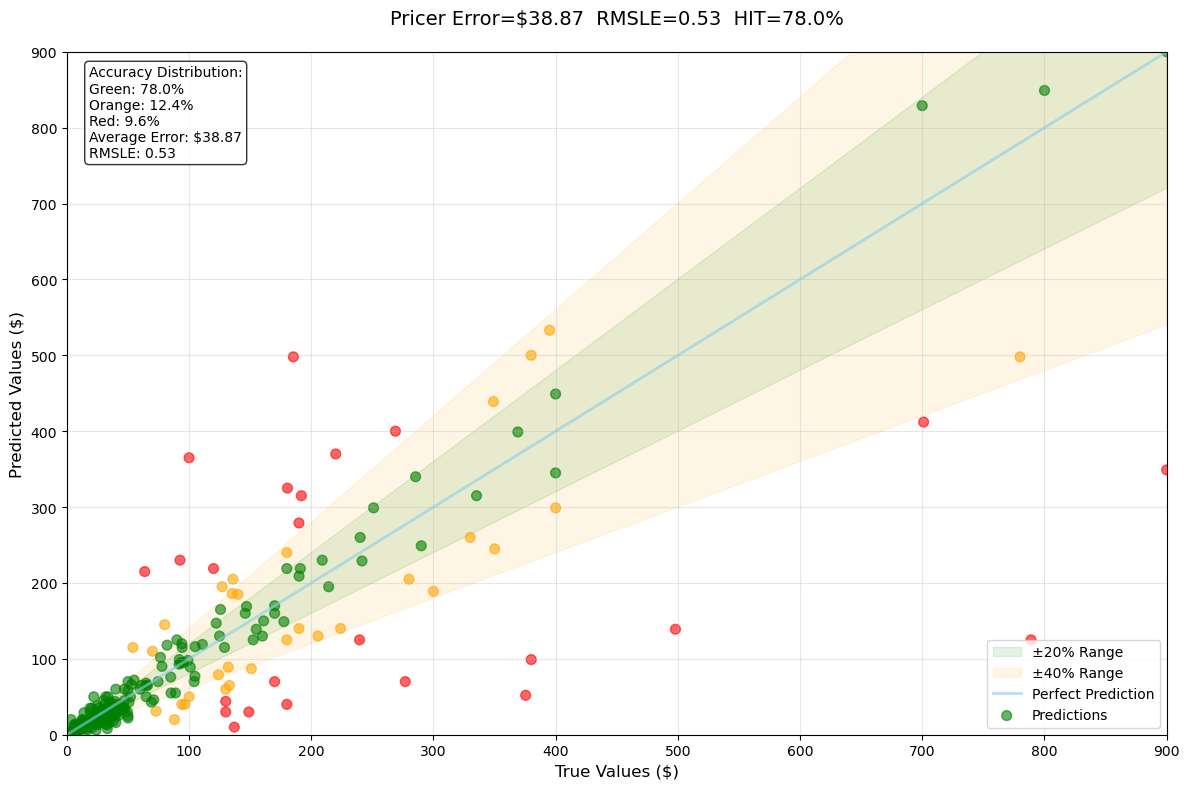 Pricer Error=$38.87  RMSLE=0.53  HIT=78.0%
900
800
700
600
500
400
300
200
100
0
Predicted Values ($)
Accuracy Distribution:
Green: 78.0%
Orange: 12.4%
Red: 9.6%
Average Error: $38.87
RMSLE: 0.53
±20% Range
±40% Range
Perfect Prediction
Predictions
0 100 200 300 400 500 600 700 800 900
True Values ($)